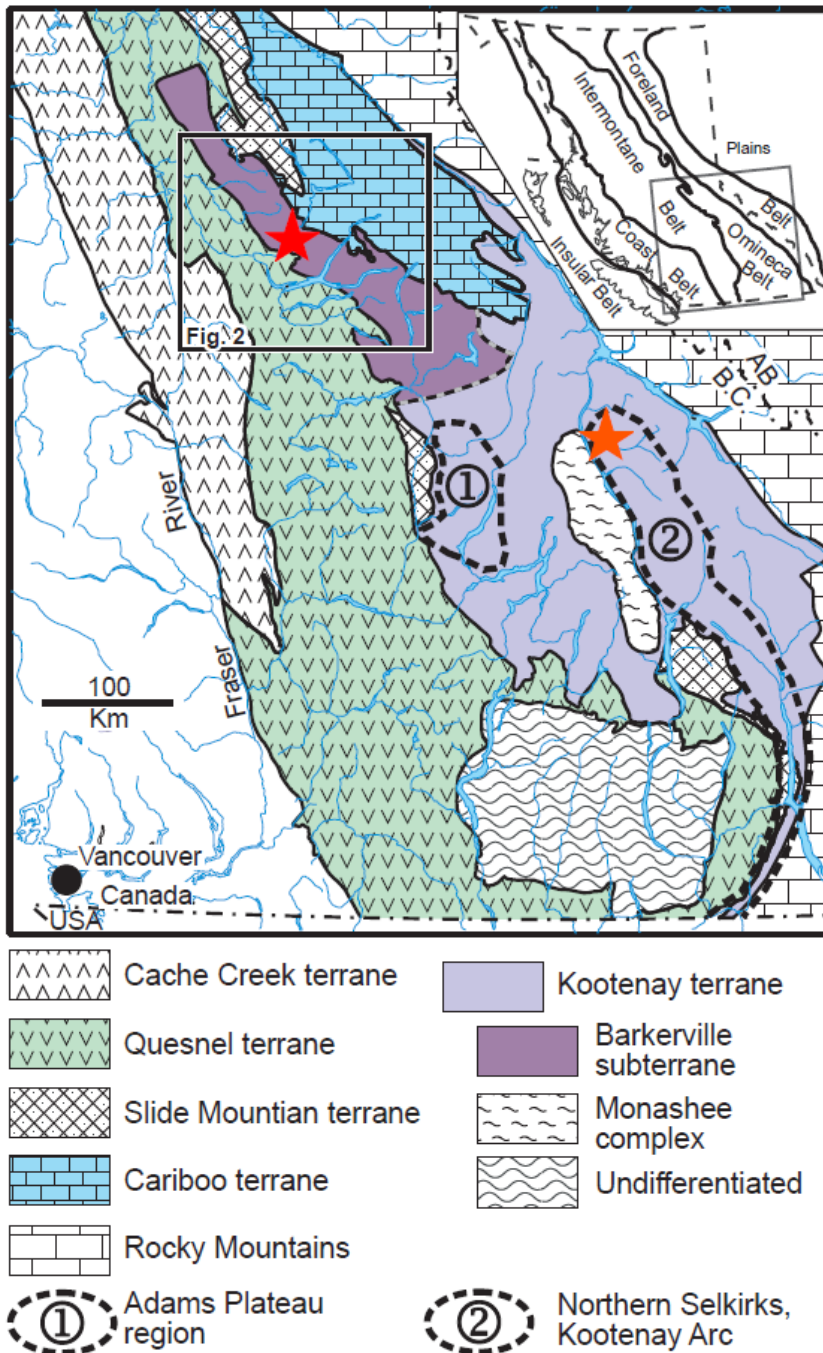 Foreland
Intermontane
Plains
Belt
Belt
Omineca
Belt
Coast
Belt
Insular Belt
Fig. 2
AB
B.C
①
②
River
Fraser
100
Km
Vancouver
Canada
USA
Cache Creek terrane
Quesnel terrane
Slide Mountian terrane
Cariboo terrane
Rocky Mountains
① Adams Plateau
region
Kootenay terrane
Barkerville
subterrane
Monashee
complex
Undifferentiated
② Northern Selkirks,
Kootenay Arc